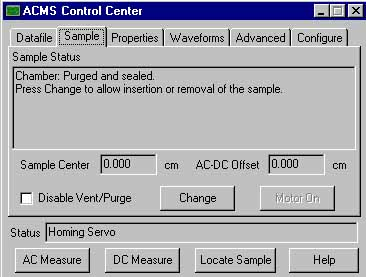 ACMS Control Center
Datafile Sample Properties Waveforms Advanced Configure
Sample Status
Chamber: Purged and sealed.
Press Change to allow insertion or removal of the sample.
Sample Center 0.000 cm AC-DC Offset 0.000 cm
Disable Vent/Purge Change Motor On
Status Homing Servo
AC Measure DC Measure Locate Sample Help